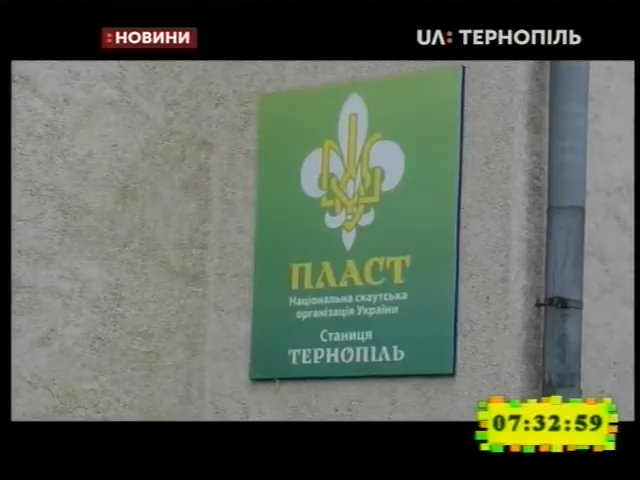 :НОВИНИ
UA: ТЕРНОПІЛЬ
ПЛАСТ
Національна скаутська
організація України
Станиця
ТЕРНОПІЛЬ
07:32:59